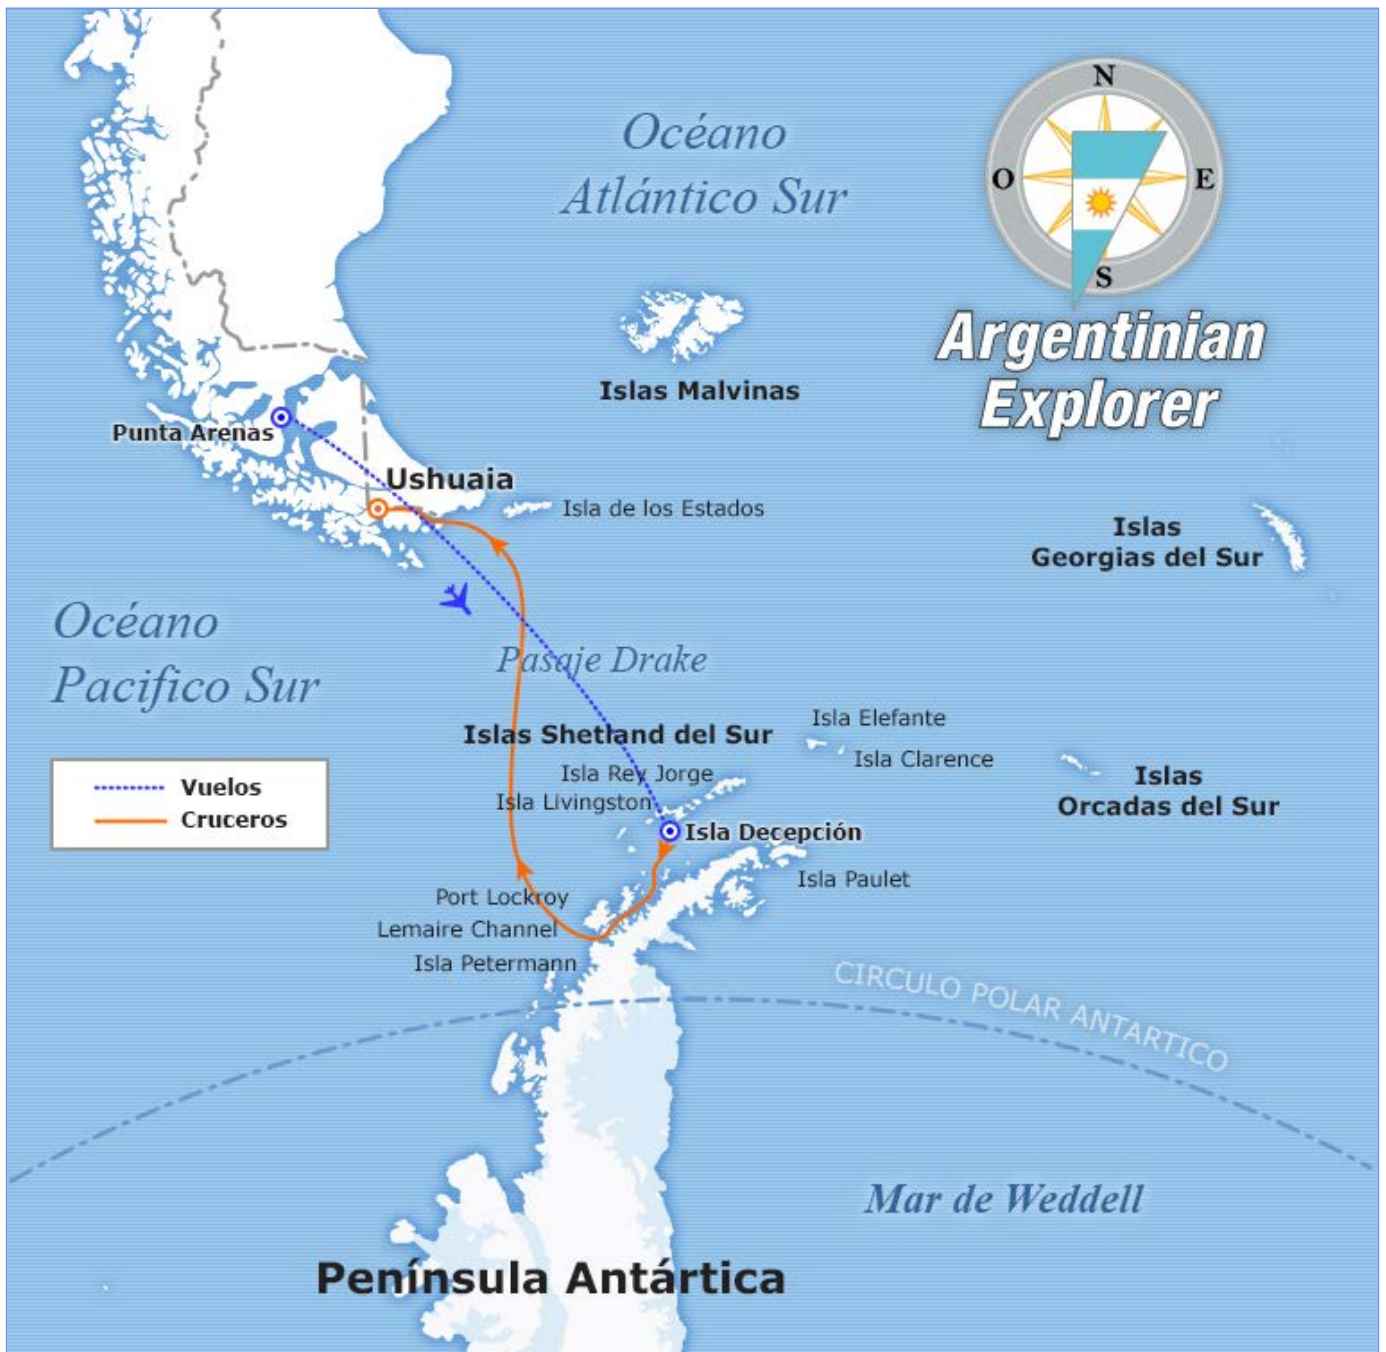 Océano
Atlántico Sur
N
O
E
S
Argentinian
Explorer
Islas Malvinas
Punta Arenas
Ushuaia
Isla de los Estados
Islas
Georgias del Sur
Océano
Pacifico Sur
Pasaje Drake
Islas Shetland del Sur
Isla Elefante
Isla Clarence
Isla Rey Jorge
Isla Livingston
Islas
Orcadas del Sur
Vuelos
Cruceros
Isla Decepción
Isla Paulet
Port Lockroy
Lemaire Channel
Isla Petermann
CIRCULO POLAR ANTARTICO
Mar de Weddell
Península Antártica